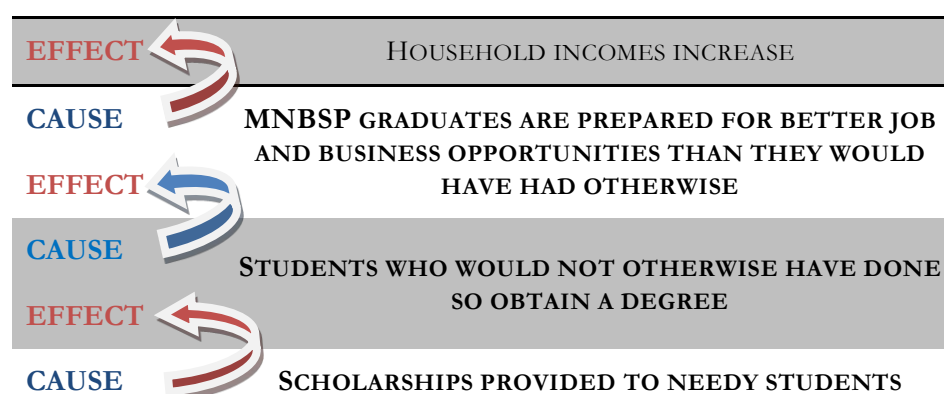 EFFECT HOUSEHOLD INCOMES INCREASE
CAUSE MNBSP GRADUATES ARE PREPARED FOR BETTER JOB
AND BUSINESS OPPORTUNITIES THAN THEY WOULD
EFFECT HAVE HAD OTHERWISE
CAUSE
STUDENTS WHO WOULD NOT OTHERWISE HAVE DONE
SO OBTAIN A DEGREE
EFFECT
CAUSE SCHOLARSHIPS PROVIDED TO NEEDY STUDENTS